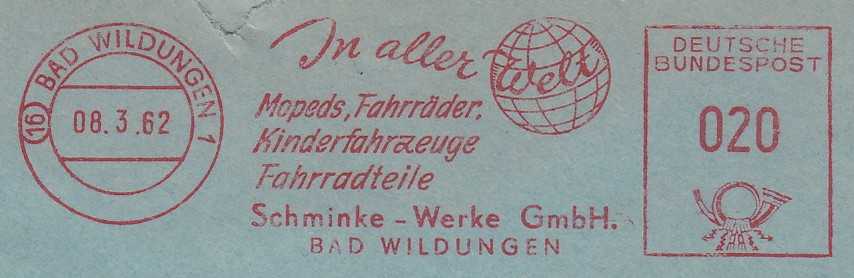 (16) BAD WILDUNGEN 1
08.3.62
In aller Welt
Mopeds, Fahrräder,
Kinderfahrzeuge
Fahrradteile
Schminke - Werke GmbH.
BAD WILDUNGEN
DEUTSCHE
BUNDESPOST
020